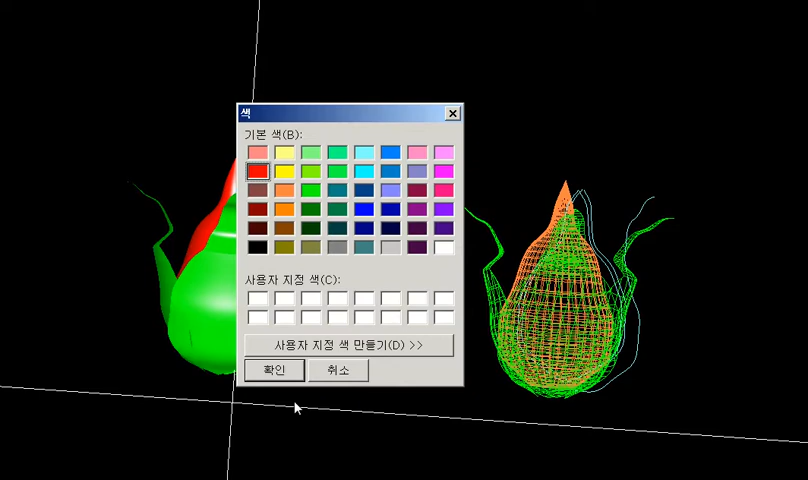 색
기본 색(B):
사용자 지정 색(C):
사용자 지정 색 만들기(D) >>
확인
취소